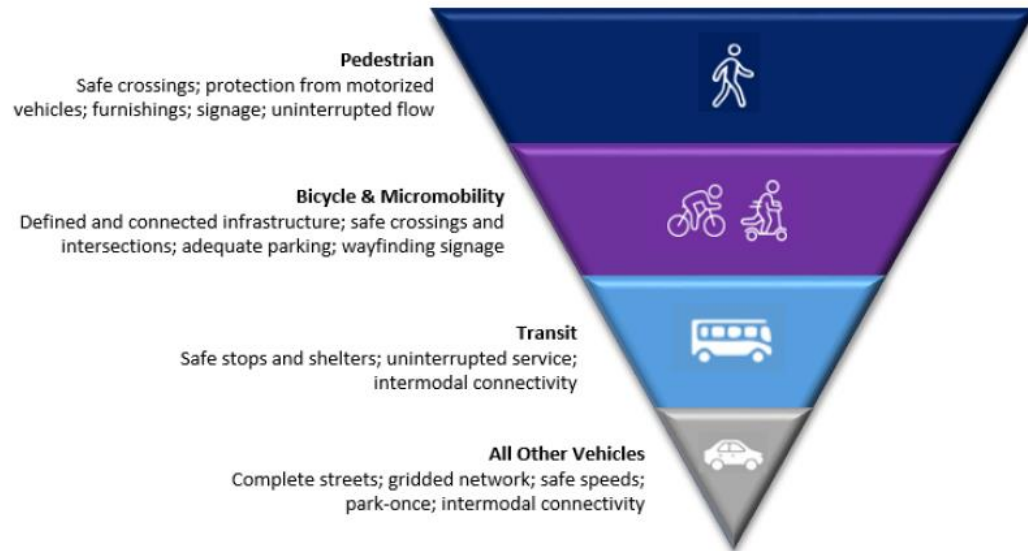 Pedestrian
Safe crossings; protection from motorized
vehicles; furnishings; signage; uninterrupted flow
Bicycle & Micromobility
Defined and connected infrastructure; safe crossings and
intersections; adequate parking; wayfinding signage
Transit
Safe stops and shelters; uninterrupted service;
intermodal connectivity
All Other Vehicles
Complete streets; gridded network; safe speeds;
park-once; intermodal connectivity